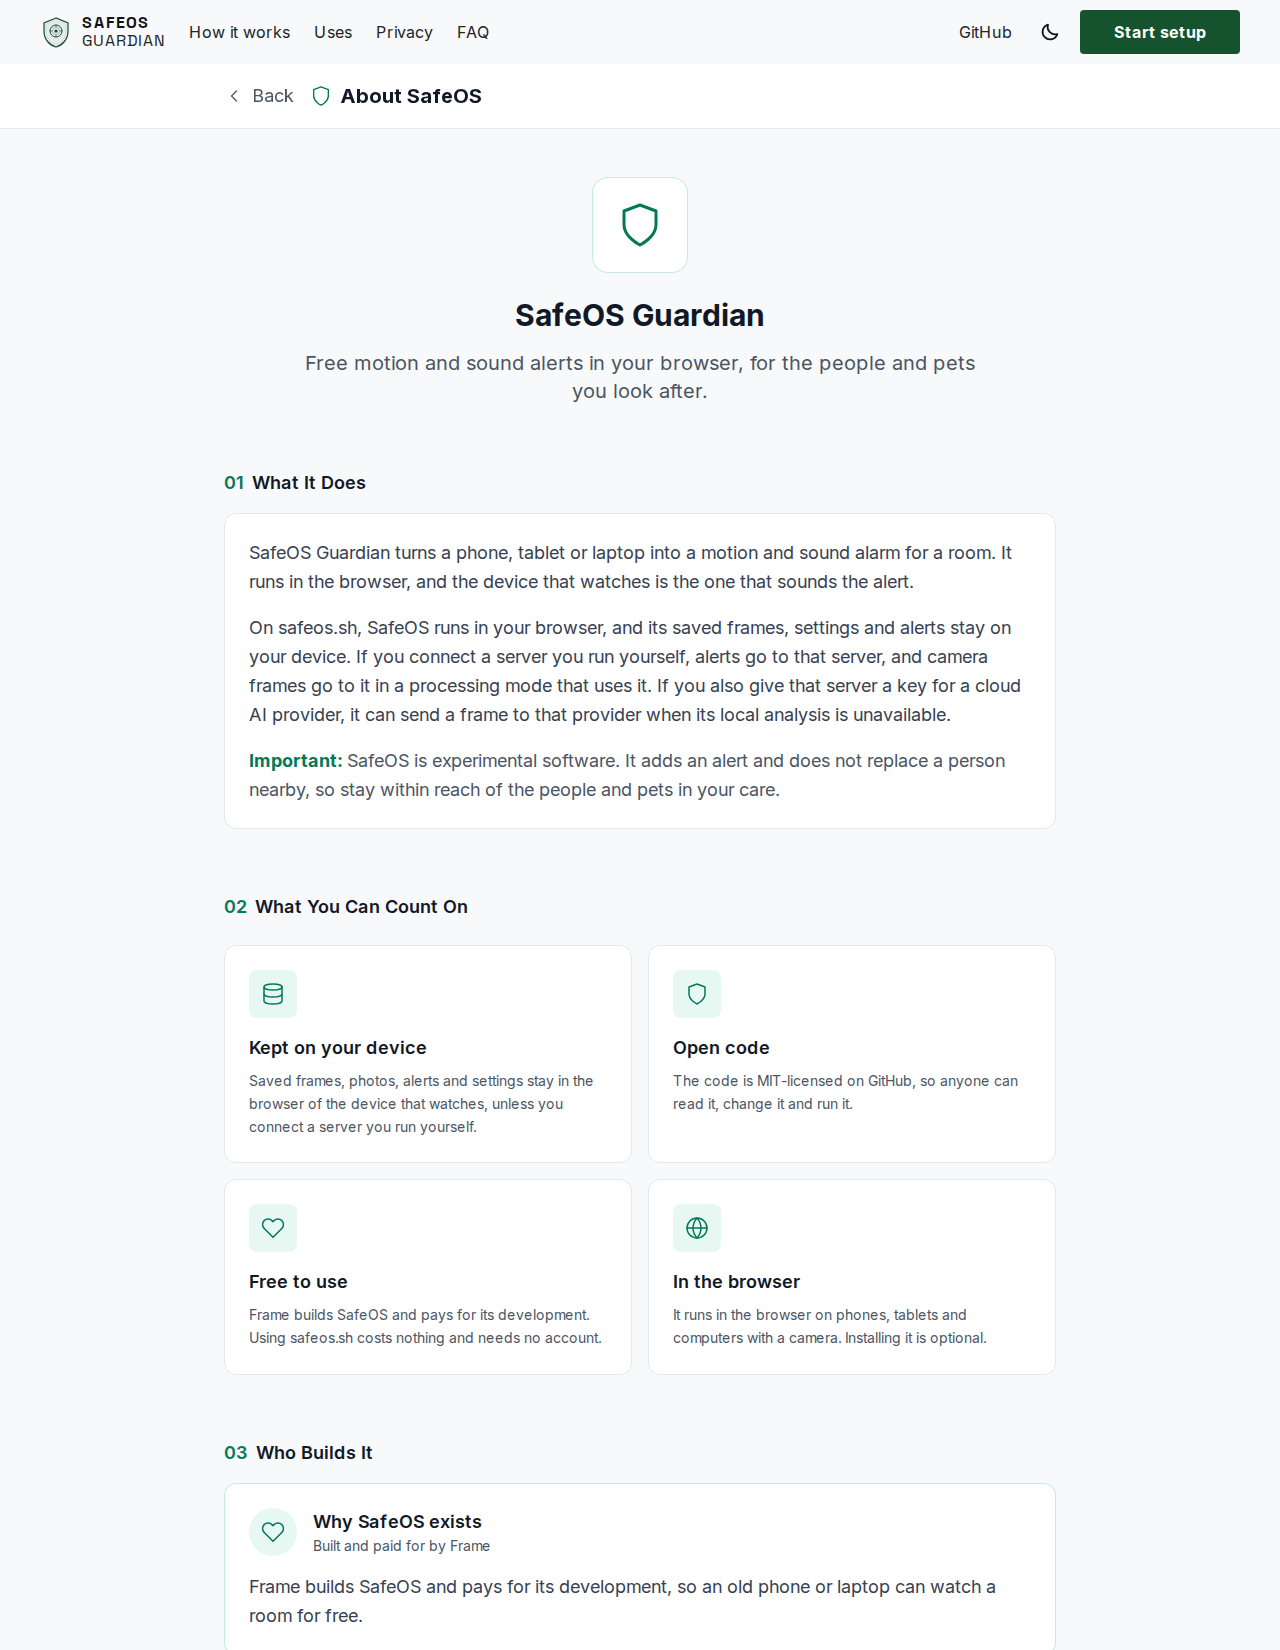 SAFEOS
GUARDIAN
How it works
Uses
Privacy
FAQ
GitHub
Start setup
Back
About SafeOS
SafeOS Guardian
Free motion and sound alerts in your browser, for the people and pets
you look after.
01 What It Does
SafeOS Guardian turns a phone, tablet or laptop into a motion and sound alarm for a room. It
runs in the browser, and the device that watches is the one that sounds the alert.
On safeos.sh, SafeOS runs in your browser, and its saved frames, settings and alerts stay on
your device. If you connect a server you run yourself, alerts go to that server, and camera
frames go to it in a processing mode that uses it. If you also give that server a key for a cloud
AI provider, it can send a frame to that provider when its local analysis is unavailable.
Important: SafeOS is experimental software. It adds an alert and does not replace a person
nearby, so stay within reach of the people and pets in your care.
02 What You Can Count On
Kept on your device
Saved frames, photos, alerts and settings stay in the
browser of the device that watches, unless you
connect a server you run yourself.
Open code
The code is MIT-licensed on GitHub, so anyone can
read it, change it and run it.
Free to use
Frame builds SafeOS and pays for its development.
Using safeos.sh costs nothing and needs no account.
In the browser
It runs in the browser on phones, tablets and
computers with a camera. Installing it is optional.
03 Who Builds It
Why SafeOS exists
Built and paid for by Frame
Frame builds SafeOS and pays for its development, so an old phone or laptop can watch a
room for free.